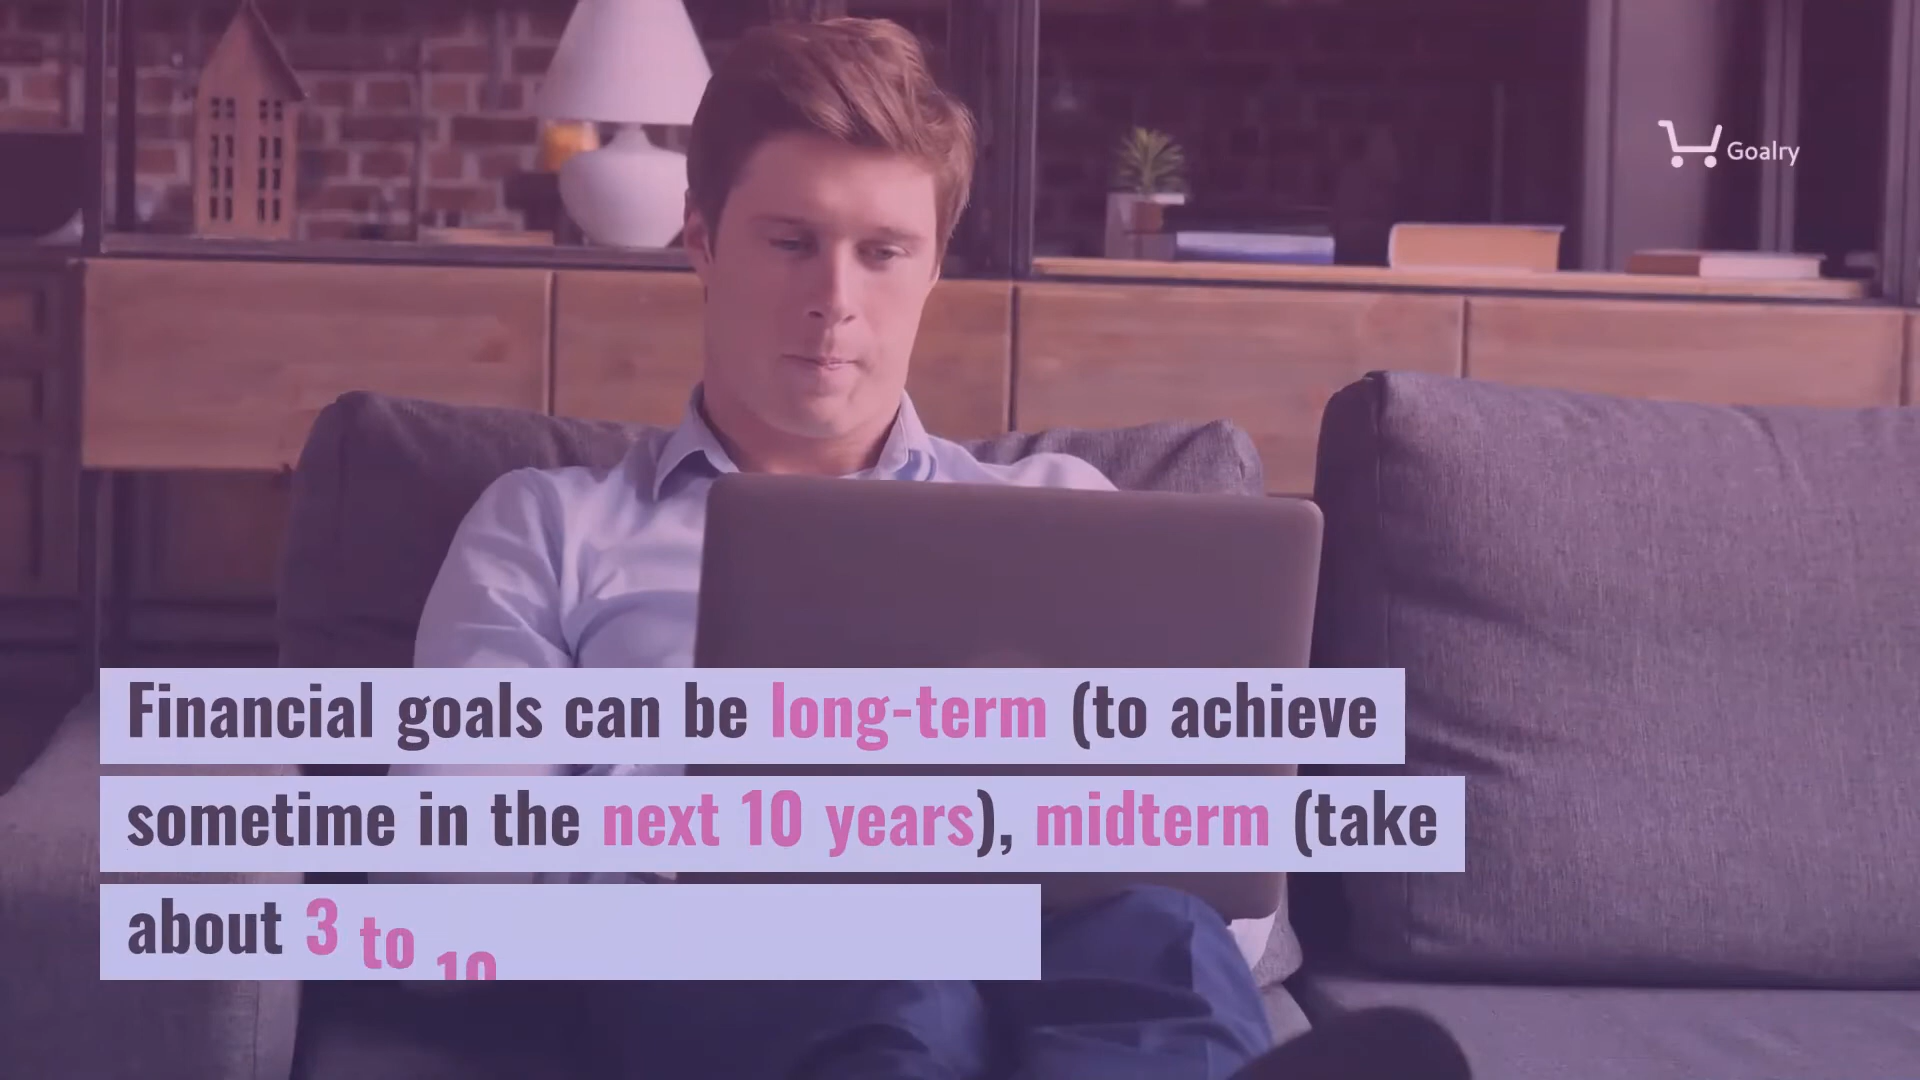 Goalry
Financial goals can be long-term (to achieve
sometime in the next 10 years), midterm (take
about 3 to 10